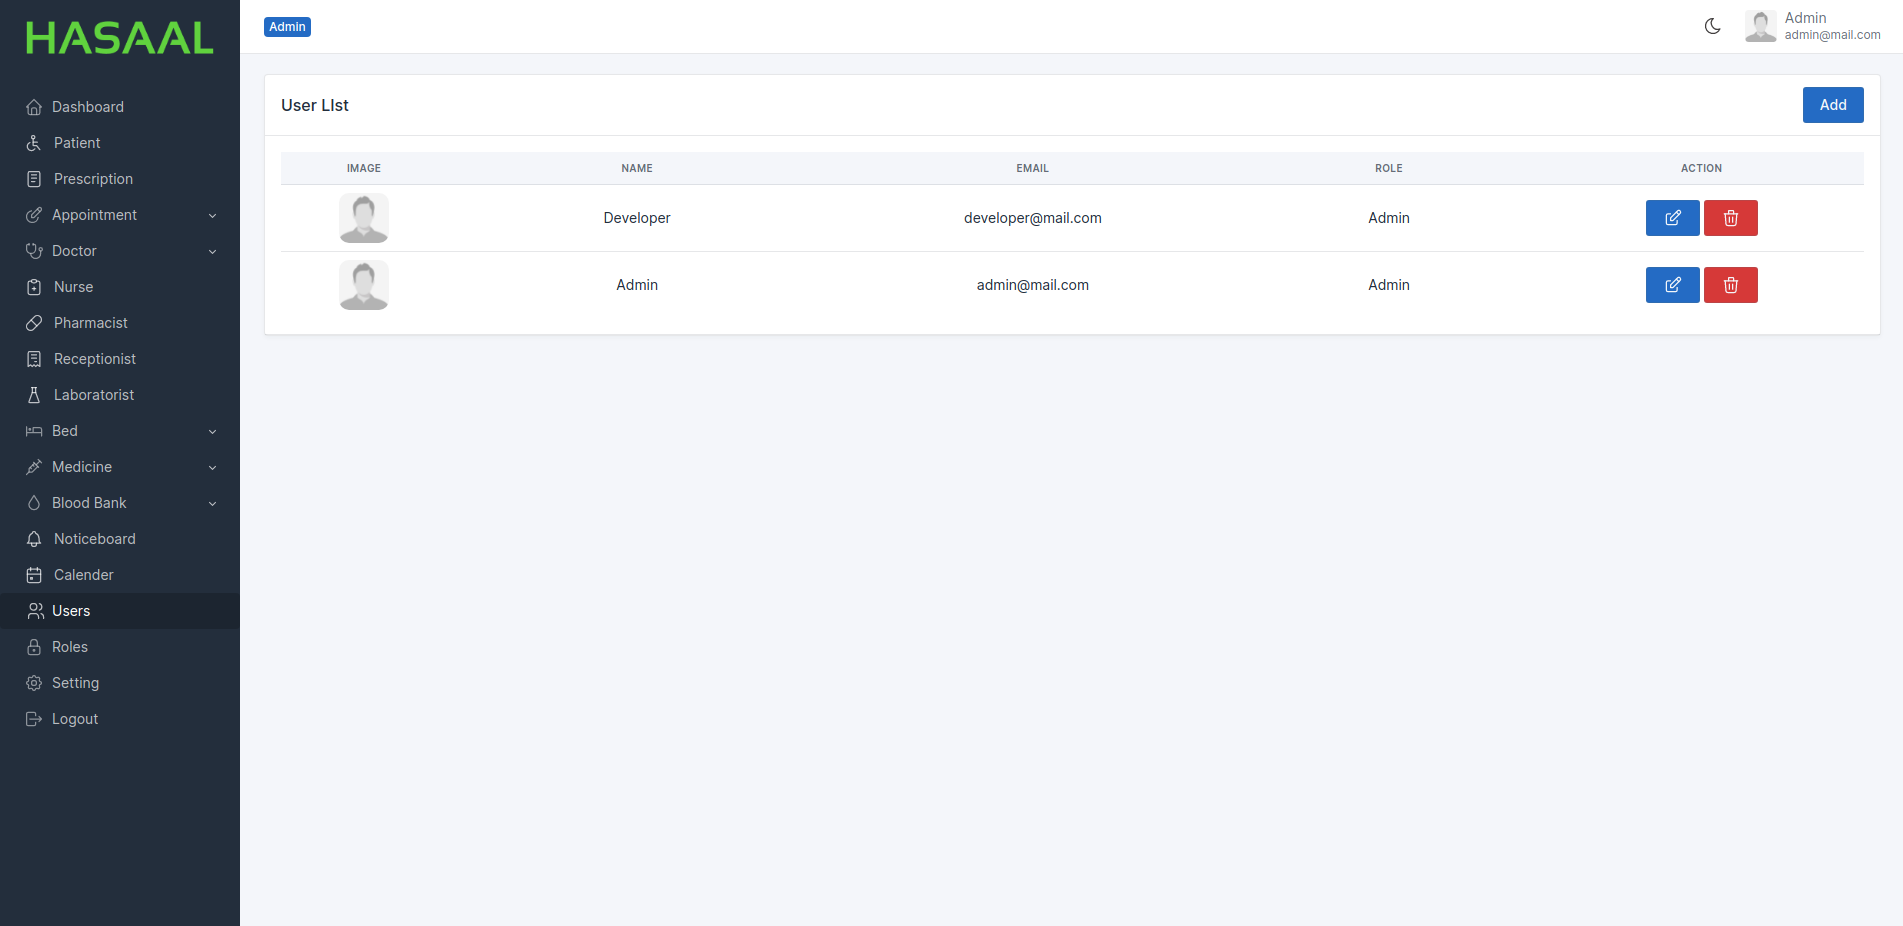 HASAAL
Dashboard
Patient
Prescription
Appointment
Doctor
Nurse
Pharmacist
Receptionist
Laboratorist
Bed
Medicine
Blood Bank
Noticeboard
Calender
Users
Roles
Setting
Logout
Admin
Admin
admin@mail.com
User LIst
Add
IMAGE NAME EMAIL ROLE ACTION
Developer developer@mail.com Admin
Admin admin@mail.com Admin